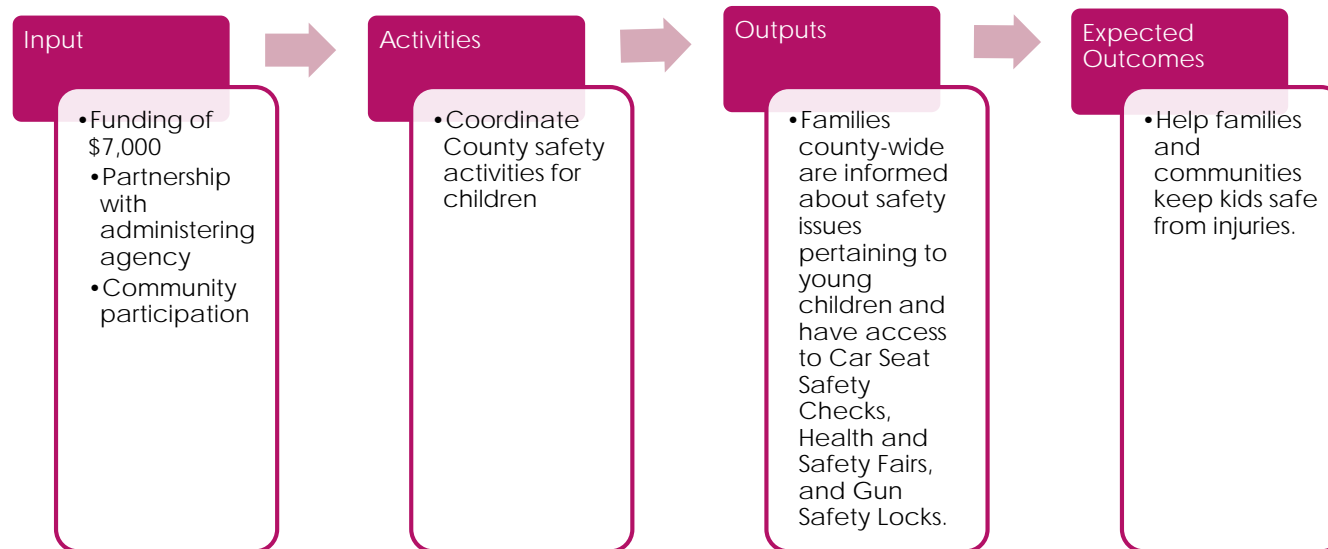 Input
•Funding of
$7,000
•Partnership
with
administering
agency
•Community
participation
Activities
•Coordinate
County safety
activities for
children
Outputs
•Families
county-wide
are informed
about safety
issues
pertaining to
young
children and
have access
to Car Seat
Safety
Checks,
Health and
Safety Fairs,
and Gun
Safety Locks.
Expected
Outcomes
•Help families
and
communities
keep kids safe
from injuries.